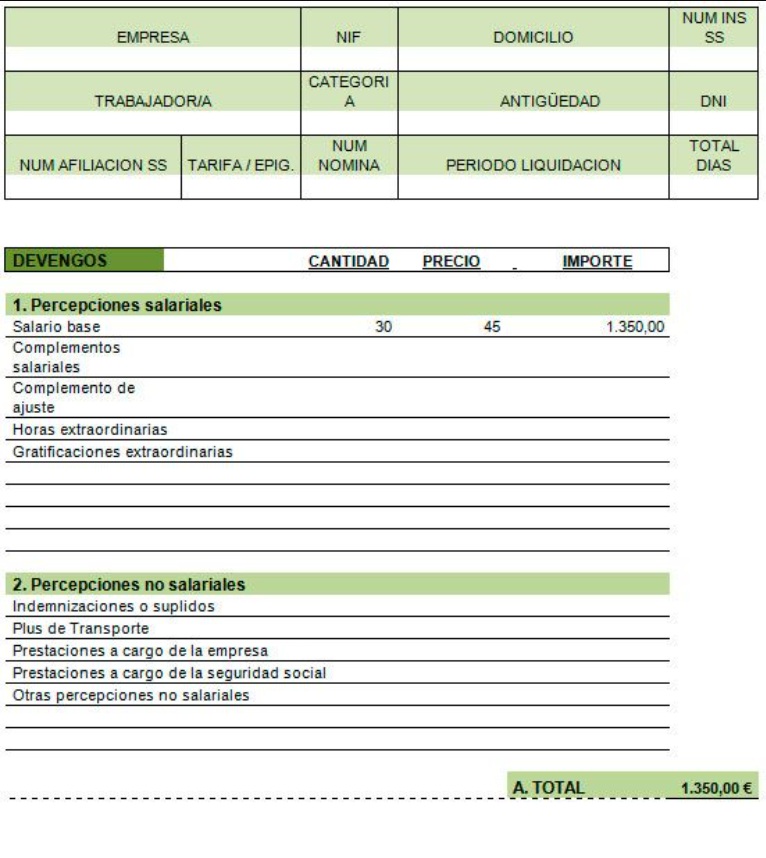 EMPRESA NIF DOMICILIO NUM INS SS
TRABAJADOR/A CATEGORI A ANTIGÜEDAD DNI
NUM AFILIACION SS TARIFA / EPIG. NUM NOMINA PERIODO LIQUIDACION TOTAL DIAS
DEVENGOS CANTIDAD PRECIO IMPORTE
1. Percepciones salariales
Salario base 30 45 1.350,00
Complementos
salariales
Complemento de
ajuste
Horas extraordinarias
Gratificaciones extraordinarias
2. Percepciones no salariales
Indemnizaciones o suplidos
Plus de Transporte
Prestaciones a cargo de la empresa
Prestaciones a cargo de la seguridad social
Otras percepciones no salariales
A. TOTAL 1.350,00 €